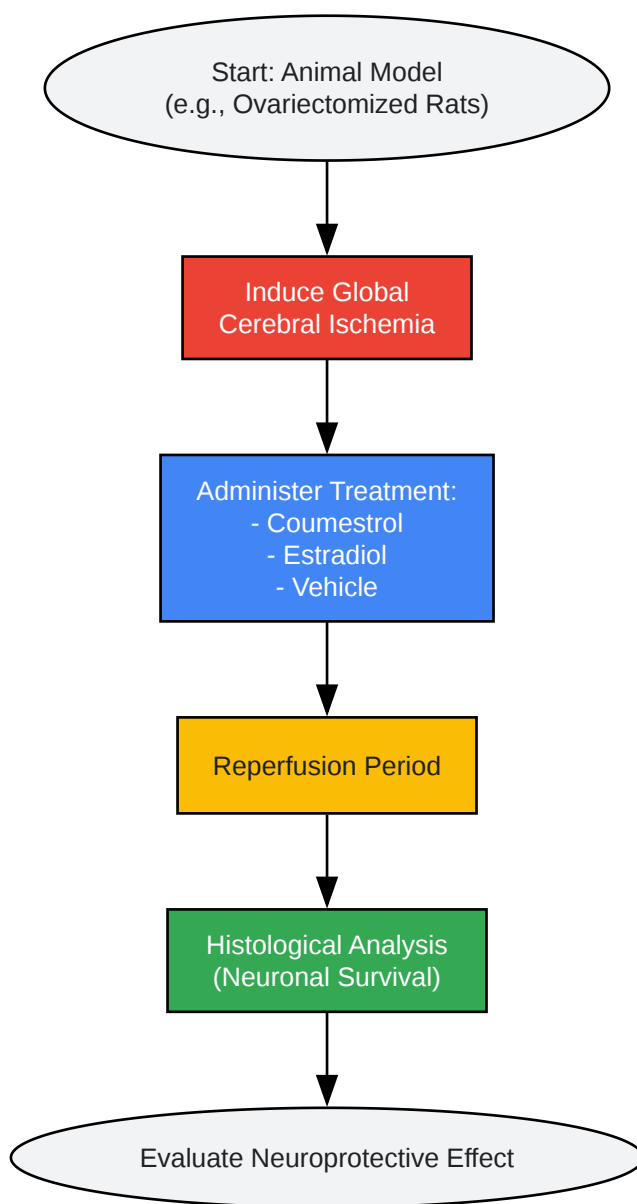 Start: Animal Model
(e.g., Ovariectomized Rats)
Induce Global
Cerebral Ischemia
Administer Treatment:
- Coumestrol
- Estradiol
- Vehicle
Reperfusion Period
Histological Analysis
(Neuronal Survival)
Evaluate Neuroprotective Effect